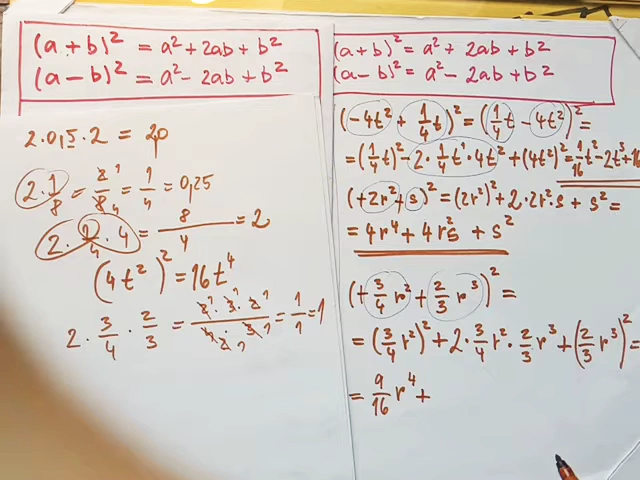 (a+b)² = a² + 2ab + b²
(a-b)² = a² - 2ab + b²
2·0,5·2 = 2,0
2·1/8 = 2/8 = 1/4 = 0,25
= 8/4 = 2
(4t²)² = 16t⁴
2·3/4·2/3 = = 1/1 = 1
(a+b)² = a² + 2ab + b²
(a-b)² = a² - 2ab + b²
(-4t² + 1/4 t)² = (1/4 t - 4t²)² =
= (1/4 t)² - 2·1/4 t¹·4t² + (4t²)² = 1/16 t² - 2t³ + 16
(+2r² + s)² = (2r²)² + 2·2r²·s + s² =
= 4r⁴ + 4r²s + s²
(+3/4 r² + 2/3 r³)² =
= (3/4 r²)² + 2·3/4 r²·2/3 r³ + (2/3 r³)² =
= 9/16 r⁴ +